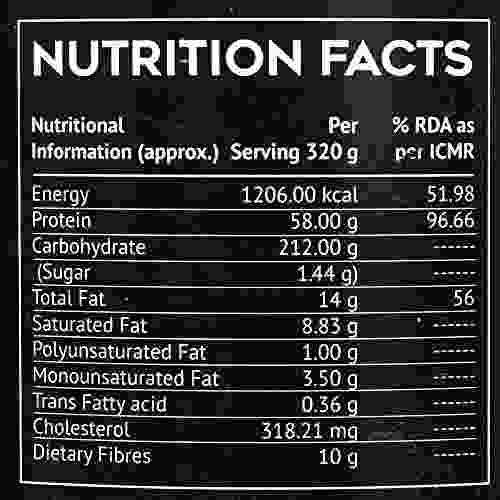 NUTRITION FACTS
Nutritional Per % RDA as
Information (approx.) Serving 320 g per ICMR
Energy 1206.00 kcal 51.98
Protein 58.00 g 96.66
Carbohydrate 212.00 g ------
(Sugar 1.44 g) ------
Total Fat 14 g 56
Saturated Fat 8.83 g ------
Polyunsaturated Fat 1.00 g ------
Monounsaturated Fat 3.50 g ------
Trans Fatty acid 0.36 g ------
Cholesterol 318.21 mg ------
Dietary Fibres 10 g ------